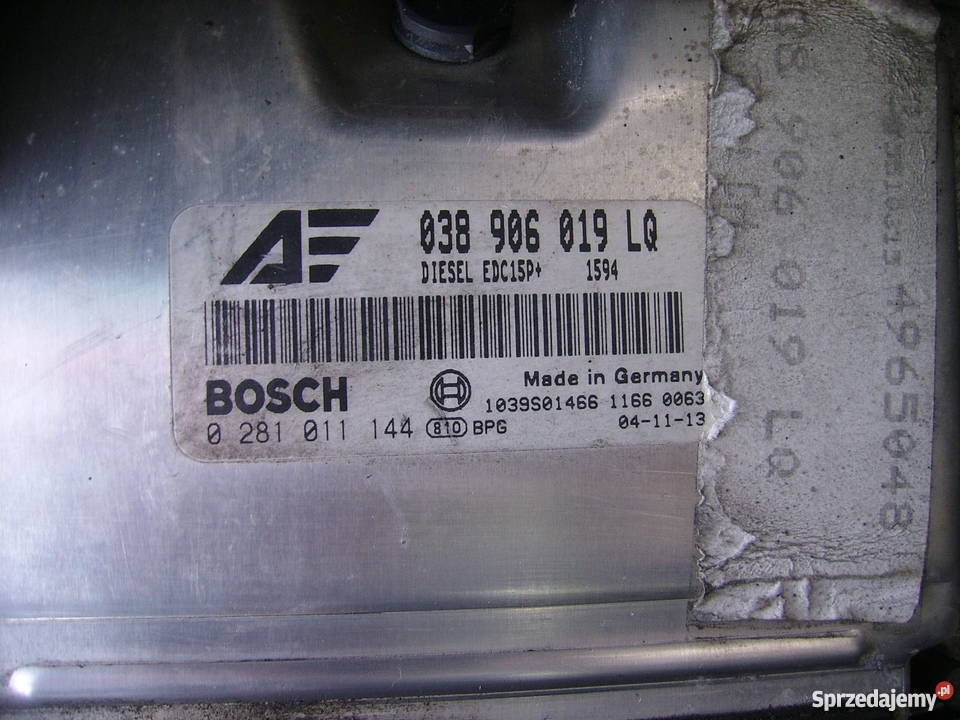 AF
038 906 019 LQ
DIESEL EDC15P+ 1594
BOSCH
Made in Germany
1039S01466 1166 0063
0 281 011 144 810 BPG
04-11-13
906 019 LQ
4965048
Sprzedajemy.pl